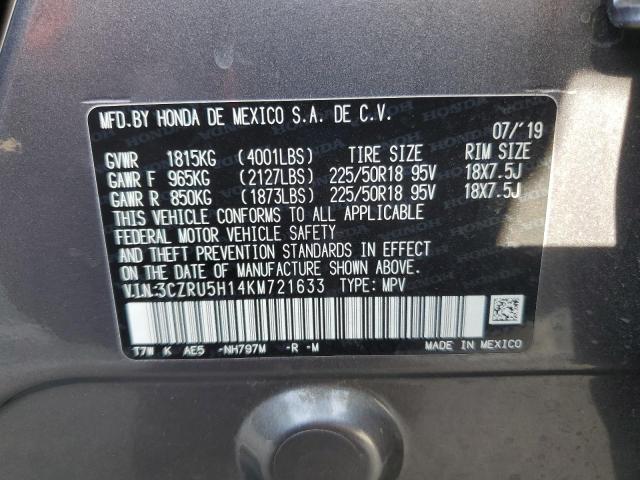 MFD.BY HONDA DE MEXICO S.A. DE C.V.
07/'19
GVWR 1815KG (4001LBS) TIRE SIZE RIM SIZE
GAWR F 965KG (2127LBS) 225/50R18 95V 18X7.5J
GAWR R 850KG (1873LBS) 225/50R18 95V 18X7.5J
THIS VEHICLE CONFORMS TO ALL APPLICABLE
FEDERAL MOTOR VEHICLE SAFETY
AND THEFT PREVENTION STANDARDS IN EFFECT
ON THE DATE OF MANUFACTURE SHOWN ABOVE.
V.I.N:3CZRU5H14KM721633 TYPE: MPV
T7W K AE5 -NH797M -R -M MADE IN MEXICO